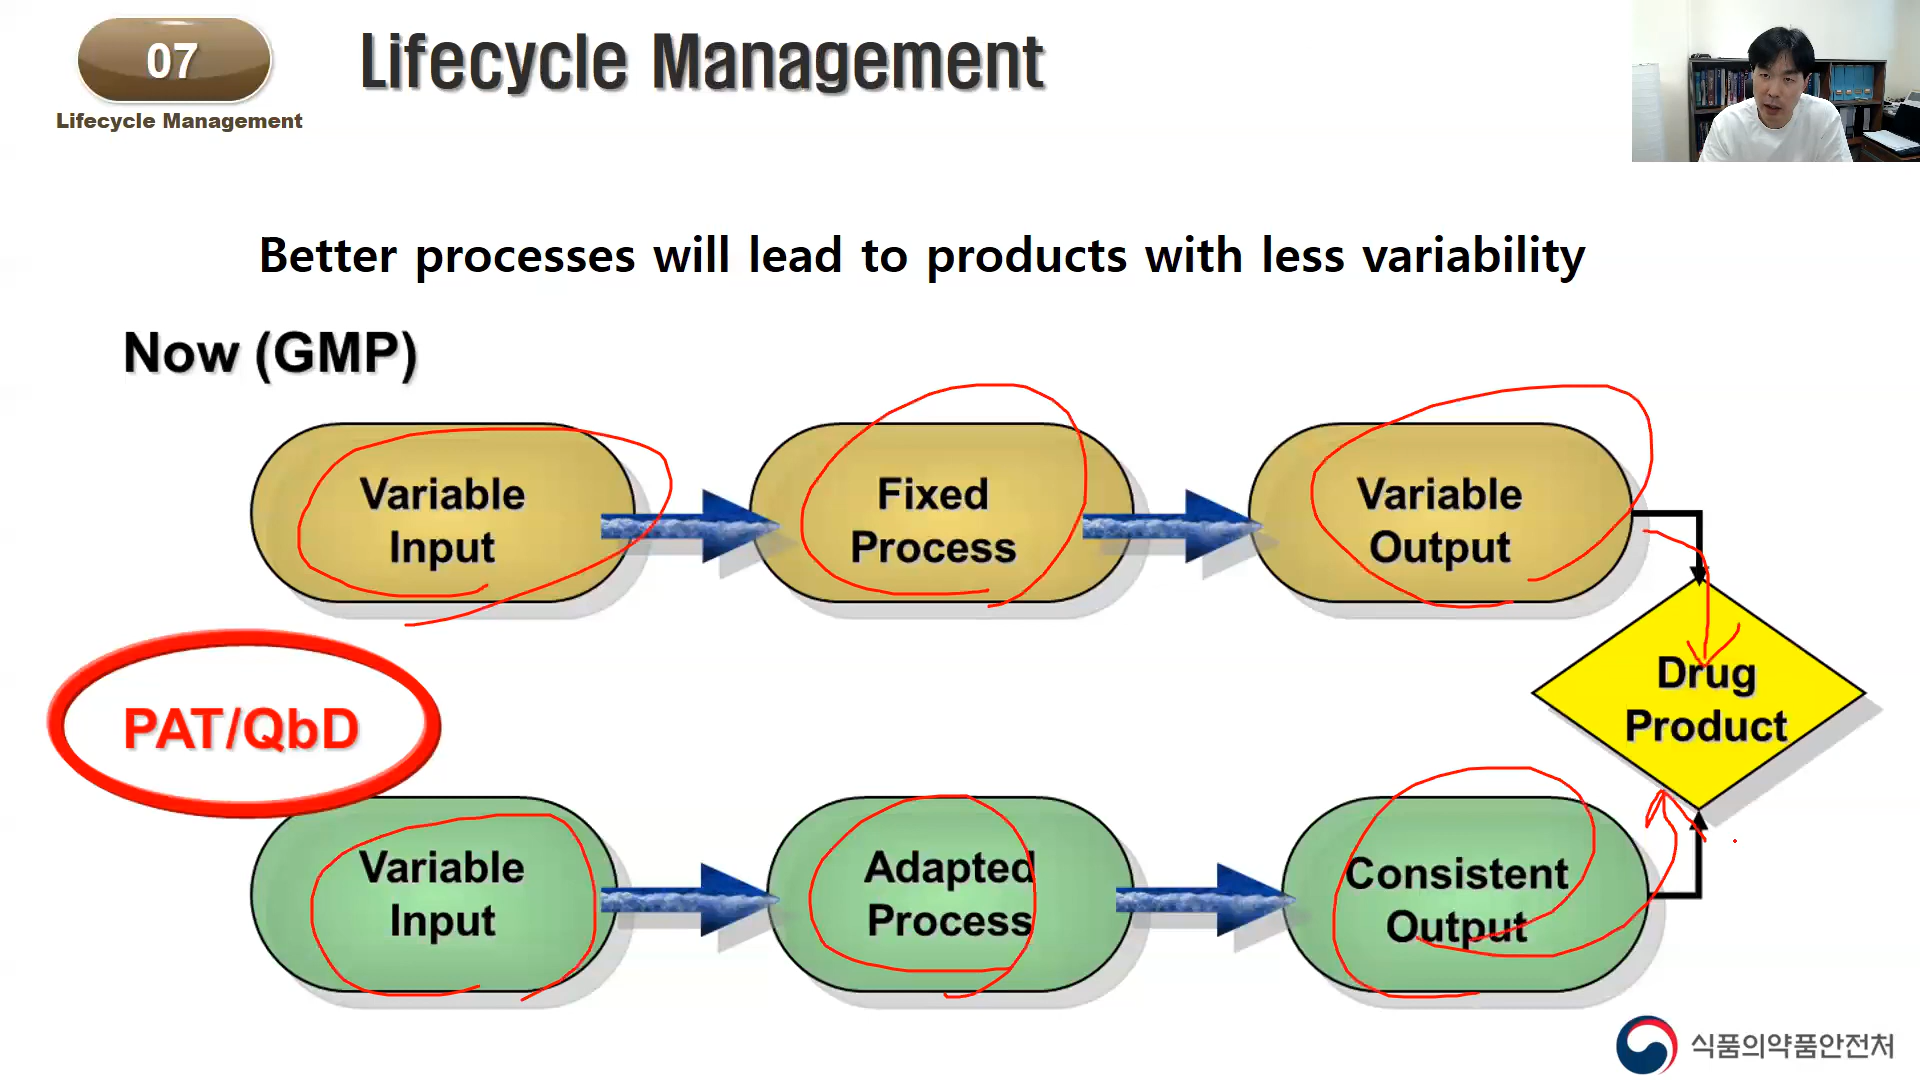 07
Lifecycle Management
Lifecycle Management
Better processes will lead to products with less variability
Now (GMP)
Variable
Input
Fixed
Process
Variable
Output
Drug
Product
PAT/QbD
Variable
Input
Adapted
Process
Consistent
Output
식품의약품안전처